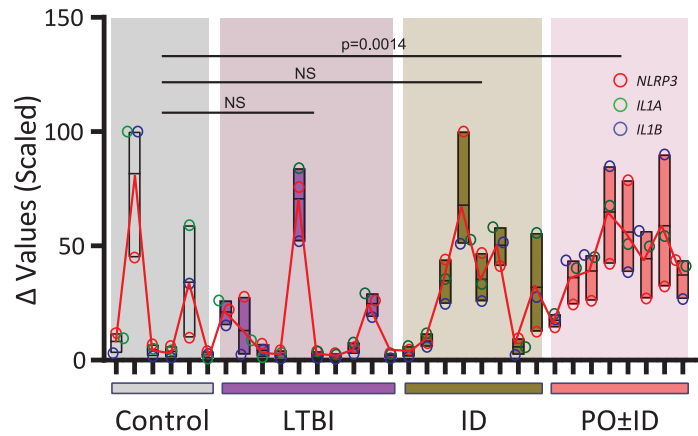 150
100
50
0
Δ Values (Scaled)
p=0.0014
NS
NS
NLRP3
IL1A
IL1B
Control
LTBI
ID
PO±ID